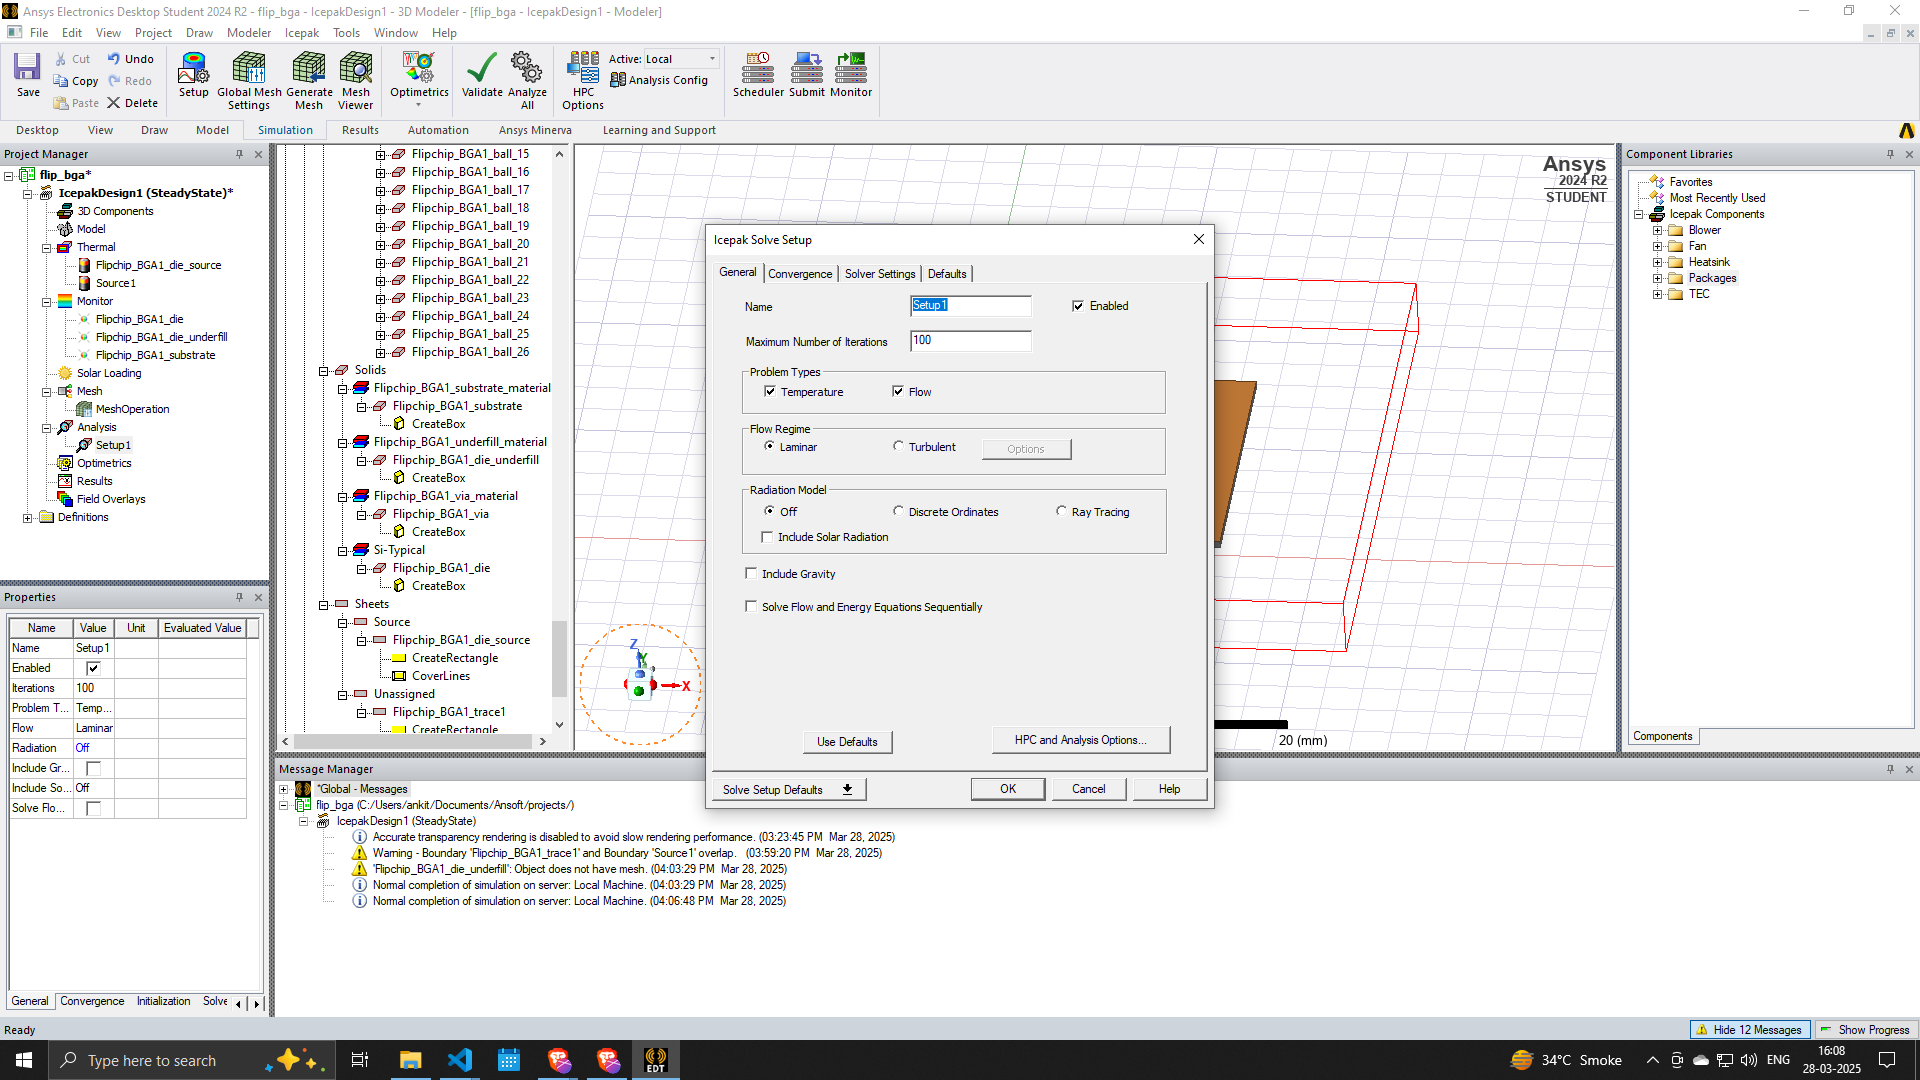 Ansys Electronics Desktop Student 2024 R2 - flip_bga - IcepakDesign1 - 3D Modeler - [flip_bga - IcepakDesign1 - Modeler]
File Edit View Project Draw Modeler Icepak Tools Window Help
Save
Cut
Copy
Paste
Undo
Redo
Delete
Setup
Global Mesh Settings
Generate Mesh
Mesh Viewer
Optimetrics
Validate
Analyze All
HPC Options
Active: Local
Analysis Config
Scheduler
Submit
Monitor
Desktop View Draw Model Simulation Results Automation Ansys Minerva Learning and Support
Project Manager
flip_bga*
IcepakDesign1 (SteadyState)*
3D Components
Model
Thermal
Flipchip_BGA1_die_source
Source1
Monitor
Flipchip_BGA1_die
Flipchip_BGA1_die_underfill
Flipchip_BGA1_substrate
Solar Loading
Mesh
MeshOperation
Analysis
Setup1
Optimetrics
Results
Field Overlays
Definitions
Properties
Name Value Unit Evaluated Value
Name Setup1
Enabled
Iterations 100
Problem T... Temp...
Flow Laminar
Radiation Off
Include Gr...
Include So... Off
Solve Flo...
General Convergence Initialization Solve
Flipchip_BGA1_ball_15
Flipchip_BGA1_ball_16
Flipchip_BGA1_ball_17
Flipchip_BGA1_ball_18
Flipchip_BGA1_ball_19
Flipchip_BGA1_ball_20
Flipchip_BGA1_ball_21
Flipchip_BGA1_ball_22
Flipchip_BGA1_ball_23
Flipchip_BGA1_ball_24
Flipchip_BGA1_ball_25
Flipchip_BGA1_ball_26
Solids
Flipchip_BGA1_substrate_material
Flipchip_BGA1_substrate
CreateBox
Flipchip_BGA1_underfill_material
Flipchip_BGA1_die_underfill
CreateBox
Flipchip_BGA1_via_material
Flipchip_BGA1_via
CreateBox
Si-Typical
Flipchip_BGA1_die
CreateBox
Sheets
Source
Flipchip_BGA1_die_source
CreateRectangle
CoverLines
Unassigned
Flipchip_BGA1_trace1
CreateRectangle
Ansys
2024 R2
STUDENT
Z
Y
X
20 (mm)
Icepak Solve Setup
General Convergence Solver Settings Defaults
Name Setup1 Enabled
Maximum Number of Iterations 100
Problem Types
Temperature Flow
Flow Regime
Laminar Turbulent Options
Radiation Model
Off Discrete Ordinates Ray Tracing
Include Solar Radiation
Include Gravity
Solve Flow and Energy Equations Sequentially
Use Defaults HPC and Analysis Options...
Solve Setup Defaults OK Cancel Help
Component Libraries
Favorites
Most Recently Used
Icepak Components
Blower
Fan
Heatsink
Packages
TEC
Components
Message Manager
*Global - Messages
flip_bga (C:/Users/ankit/Documents/Ansoft/projects/)
IcepakDesign1 (SteadyState)
Accurate transparency rendering is disabled to avoid slow rendering performance. (03:23:45 PM Mar 28, 2025)
Warning - Boundary 'Flipchip_BGA1_trace1' and Boundary 'Source1' overlap. (03:59:20 PM Mar 28, 2025)
'Flipchip_BGA1_die_underfill': Object does not have mesh. (04:03:29 PM Mar 28, 2025)
Normal completion of simulation on server: Local Machine. (04:03:29 PM Mar 28, 2025)
Normal completion of simulation on server: Local Machine. (04:06:48 PM Mar 28, 2025)
Ready
Hide 12 Messages Show Progress
Type here to search
EDT
34°C Smoke
ENG
16:08
28-03-2025